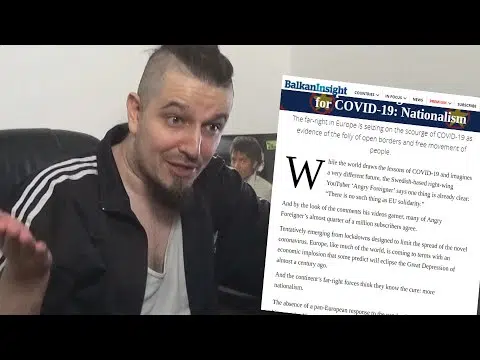 BalkanInsight
COUNTRIES
IN FOCUS
NEWS
PREMIUM
SUBSCRIBE
for COVID-19: Nationalism
The far-right in Europe is seizing on the scourge of COVID-19 as
evidence of the folly of open borders and free movement of
people.
While the world draws the lessons of COVID-19 and imagines
a very different future, the Swedish-based right-wing
YouTuber 'Angry Foreigner' says one thing is already clear:
"There is no such thing as EU solidarity."
And by the look of the comments his videos garner, many of Angry
Foreigner's almost quarter of a million subscribers agree.
Tentatively emerging from lockdowns designed to limit the spread of the novel
coronavirus, Europe, like much of the world, is coming to terms with an
economic implosion that some predict will eclipse the Great Depression of
almost a century ago.
And the continent's far-right forces think they know the cure: more
nationalism.
The absence of a pan-European response to the